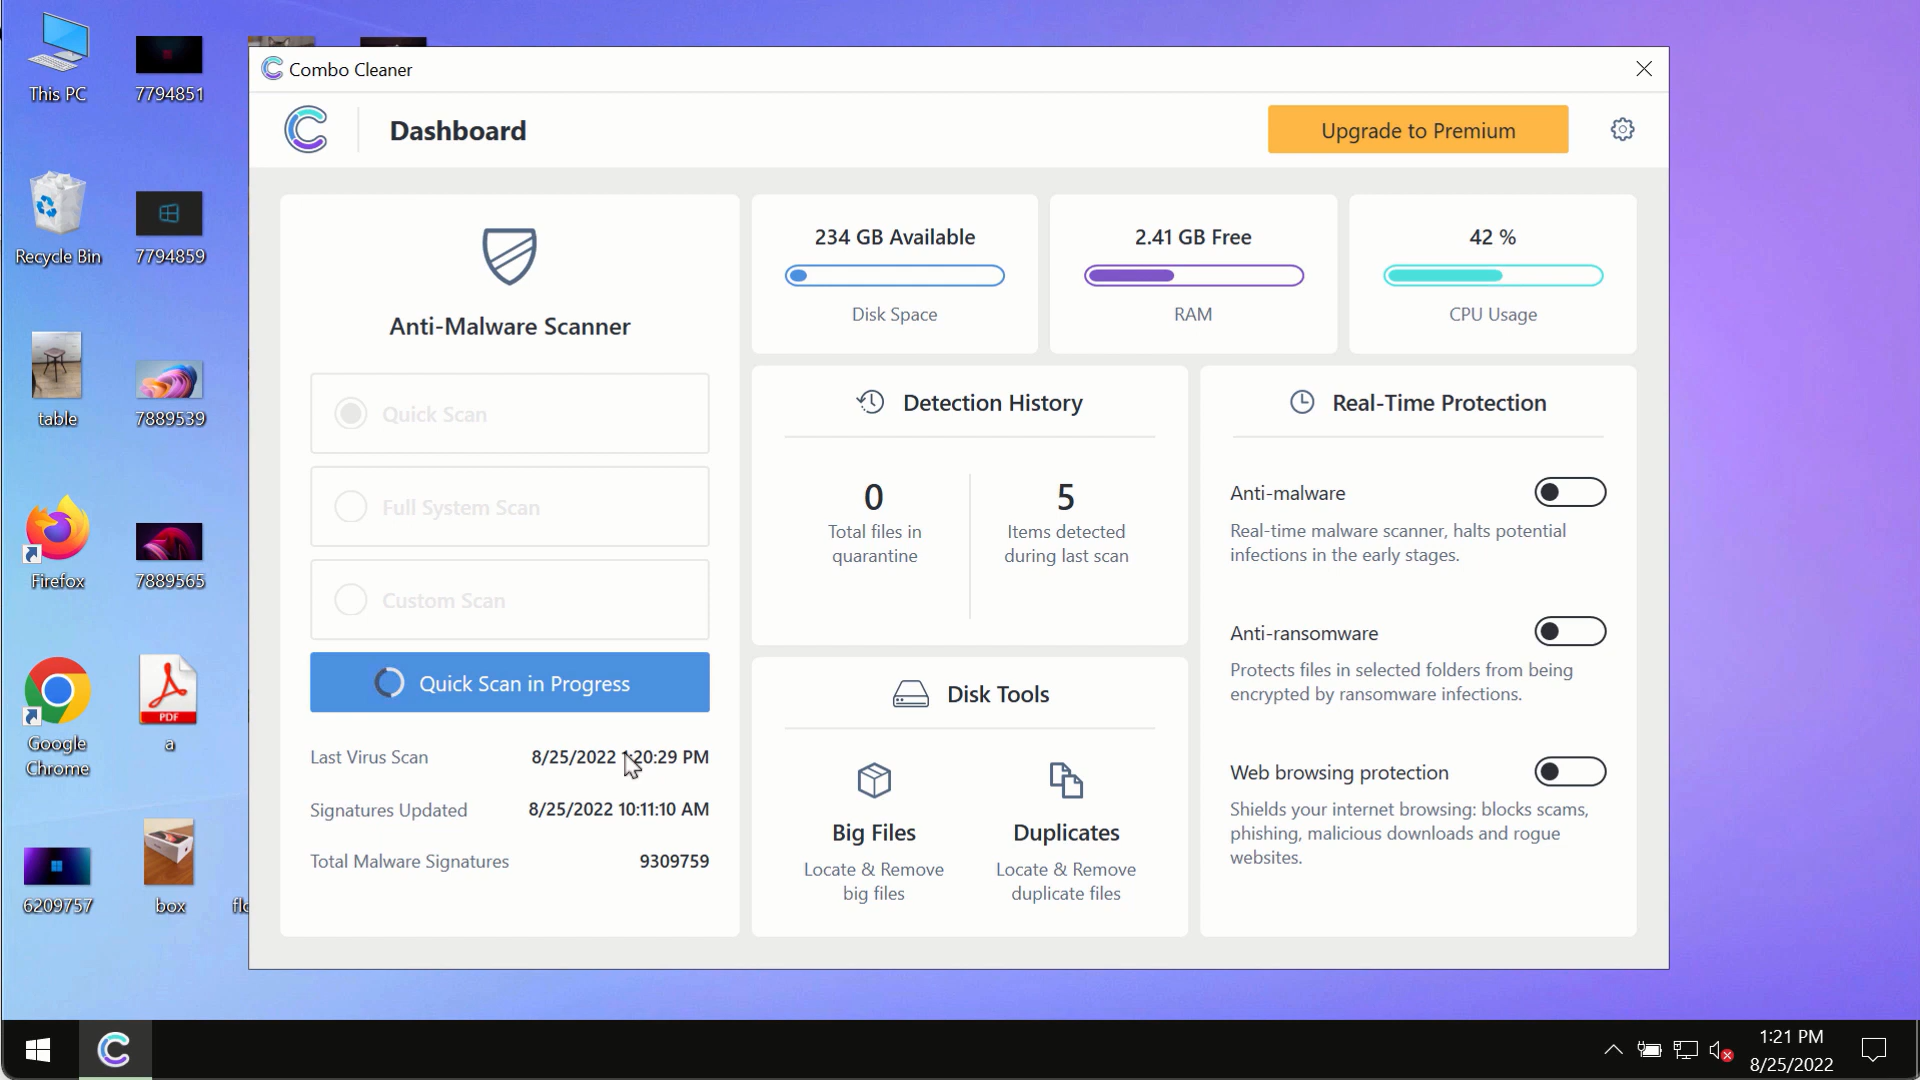 This PC
7794851
Recycle Bin
7794859
table
7889539
Firefox
7889565
Google
Chrome
PDF
a
6209757
box
Combo Cleaner
Dashboard
Upgrade to Premium
Anti-Malware Scanner
Quick Scan
Full System Scan
Custom Scan
Quick Scan in Progress
Last Virus Scan 8/25/2022 1:20:29 PM
Signatures Updated 8/25/2022 10:11:10 AM
Total Malware Signatures 9309759
234 GB Available
Disk Space
2.41 GB Free
RAM
42 %
CPU Usage
Detection History
0
Total files in
quarantine
5
Items detected
during last scan
Disk Tools
Big Files
Locate & Remove
big files
Duplicates
Locate & Remove
duplicate files
Real-Time Protection
Anti-malware
Real-time malware scanner, halts potential
infections in the early stages.
Anti-ransomware
Protects files in selected folders from being
encrypted by ransomware infections.
Web browsing protection
Shields your internet browsing: blocks scams,
phishing, malicious downloads and rogue
websites.
1:21 PM
8/25/2022